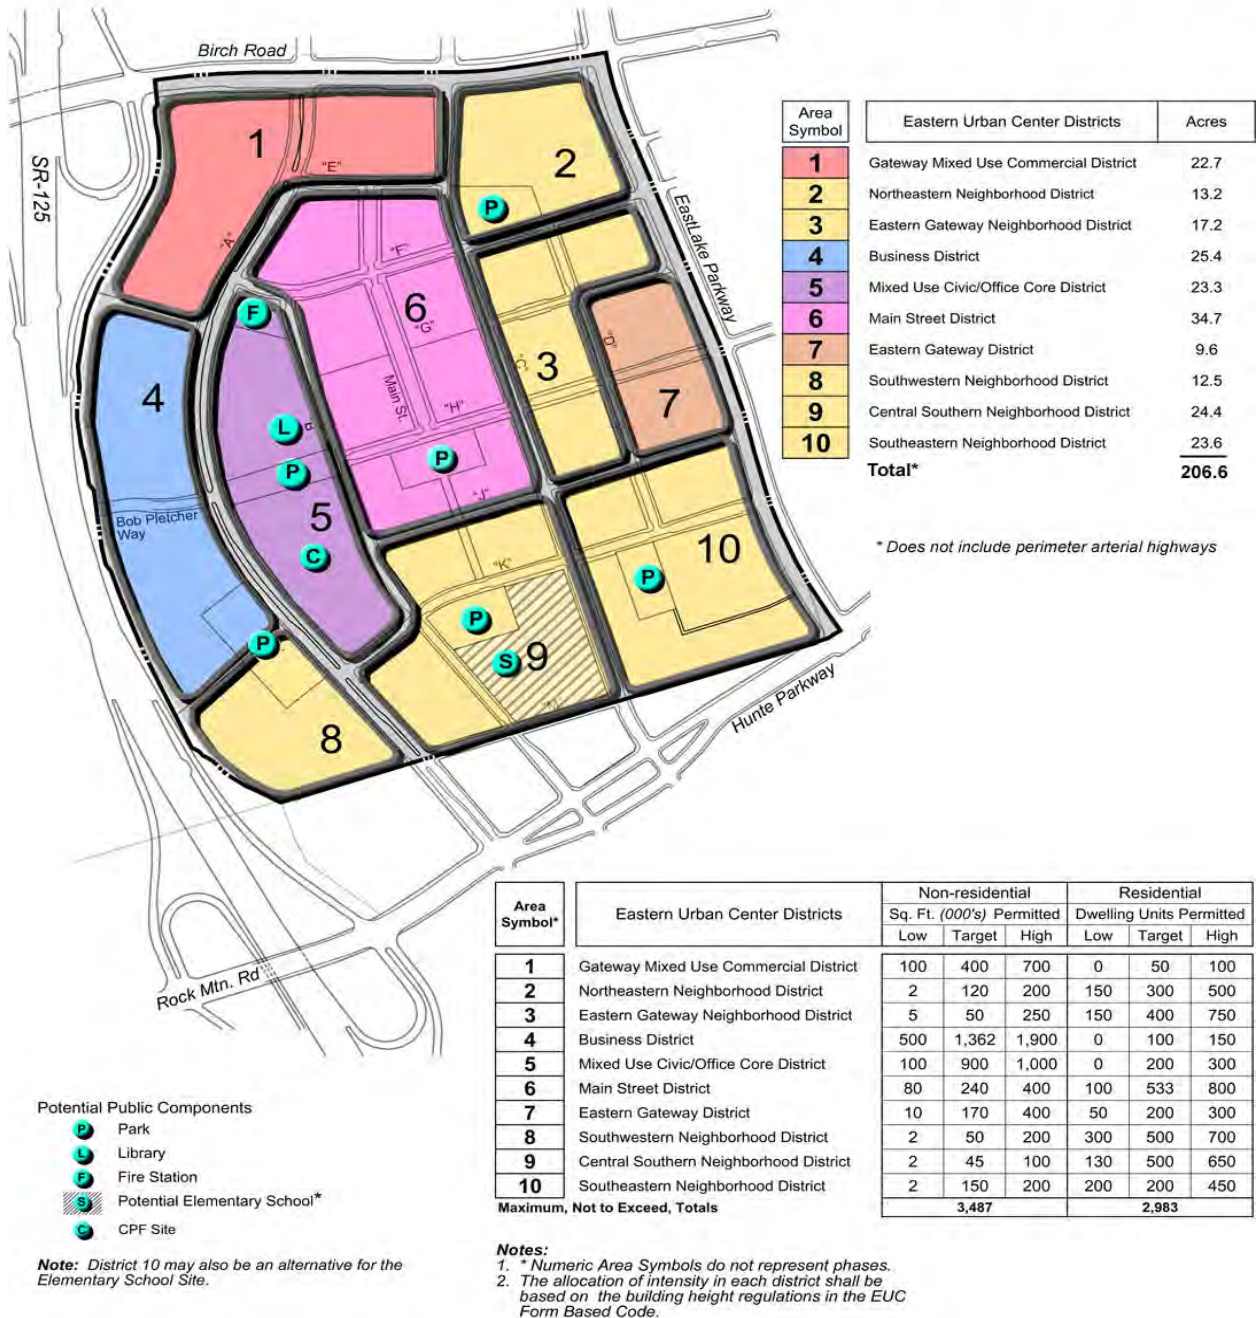 Birch Road
SR-125
1
"E"
"A"
2
P
EastLake Parkway
"F"
6
"G"
F
Main St.
"H"
"C"
3
"D"
7
4
L
B
P
P
"J"
Bob Pletcher
Way
5
C
"K"
10
P
P
S
9
P
8
Hunte Parkway
Rock Mtn. Rd
Area Symbol Eastern Urban Center Districts Acres
1 Gateway Mixed Use Commercial District 22.7
2 Northeastern Neighborhood District 13.2
3 Eastern Gateway Neighborhood District 17.2
4 Business District 25.4
5 Mixed Use Civic/Office Core District 23.3
6 Main Street District 34.7
7 Eastern Gateway District 9.6
8 Southwestern Neighborhood District 12.5
9 Central Southern Neighborhood District 24.4
10 Southeastern Neighborhood District 23.6
Total* 206.6
* Does not include perimeter arterial highways
Area Symbol* Eastern Urban Center Districts Non-residential Residential
Sq. Ft. (000's) Permitted Dwelling Units Permitted
Low Target High Low Target High
1 Gateway Mixed Use Commercial District 100 400 700 0 50 100
2 Northeastern Neighborhood District 2 120 200 150 300 500
3 Eastern Gateway Neighborhood District 5 50 250 150 400 750
4 Business District 500 1,362 1,900 0 100 150
5 Mixed Use Civic/Office Core District 100 900 1,000 0 200 300
6 Main Street District 80 240 400 100 533 800
7 Eastern Gateway District 10 170 400 50 200 300
8 Southwestern Neighborhood District 2 50 200 300 500 700
9 Central Southern Neighborhood District 2 45 100 130 500 650
10 Southeastern Neighborhood District 2 150 200 200 200 450
Maximum, Not to Exceed, Totals 3,487 2,983
Potential Public Components
P Park
L Library
F Fire Station
S Potential Elementary School*
C CPF Site
Note: District 10 may also be an alternative for the
Elementary School Site.
Notes:
1. * Numeric Area Symbols do not represent phases.
2. The allocation of intensity in each district shall be
based on the building height regulations in the EUC
Form Based Code.